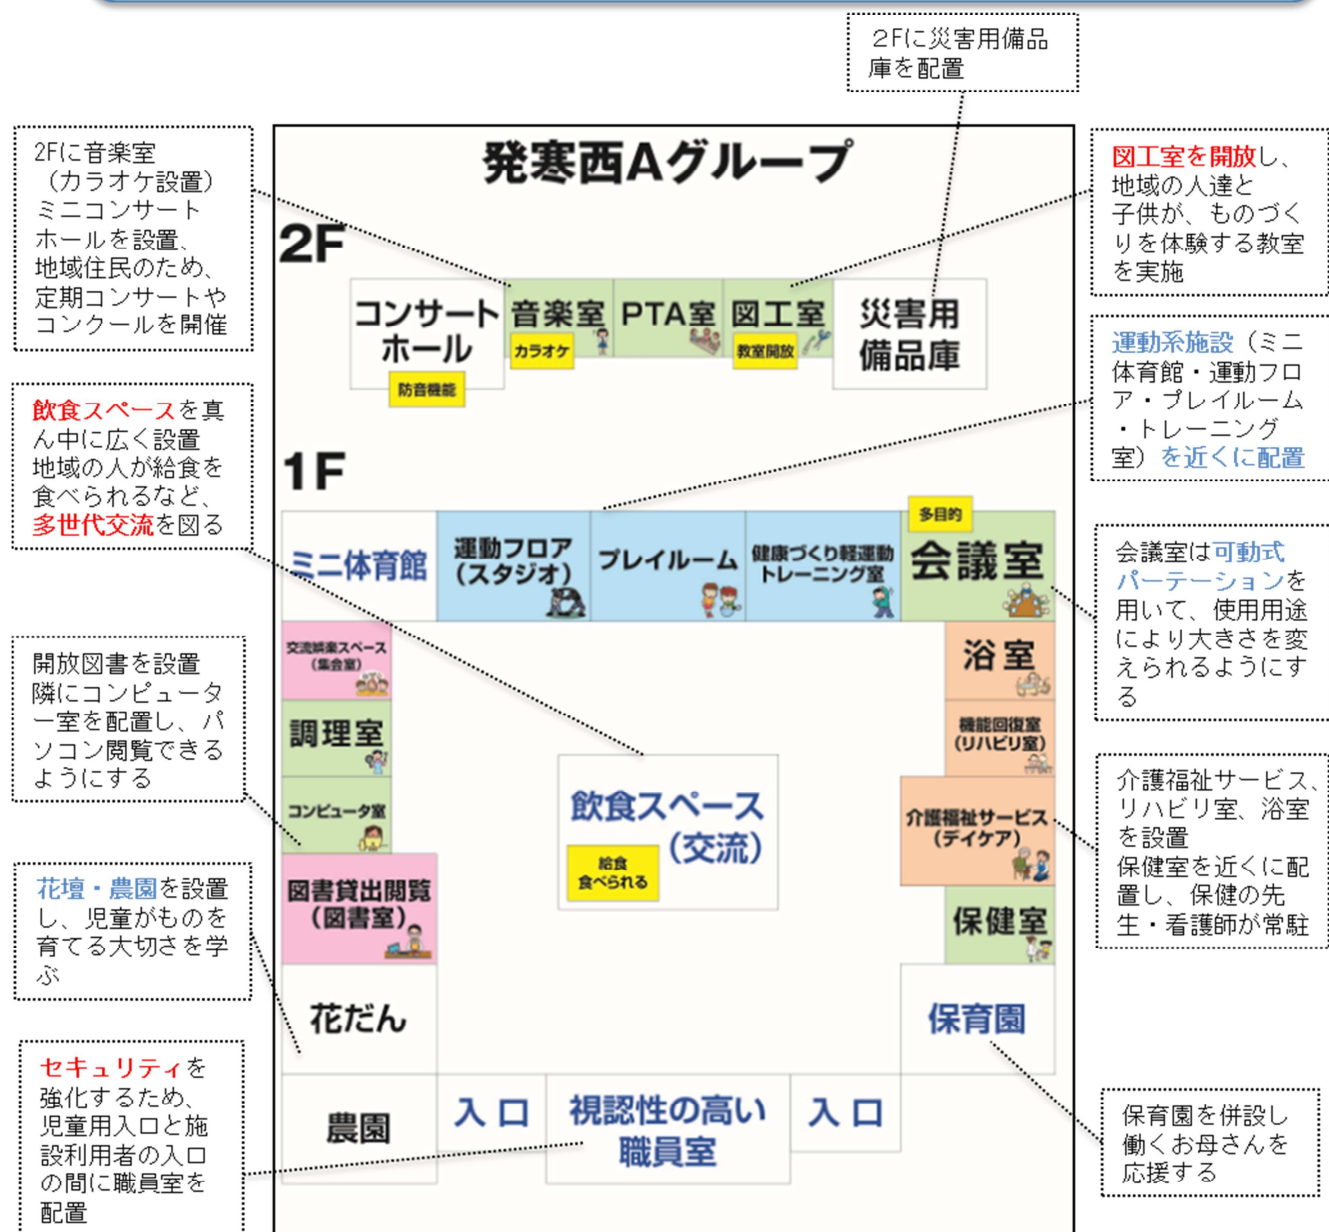 2Fに災害用備品
庫を配置
発寒西Aグループ
2Fに音楽室
（カラオケ設置）
ミニコンサート
ホールを設置、
地域住民のため、
定期コンサートや
コンクールを開催
図工室を開放し、
地域の人達と
子供が、ものづく
りを体験する教室
を実施
2F
コンサート
ホール
防音機能
音楽室
カラオケ
PTA室
図工室
教室開放
災害用
備品庫
運動系施設（ミニ
体育館・運動フロ
ア・プレイルーム
・トレーニング
室）を近くに配置
飲食スペースを真
ん中に広く設置
地域の人が給食を
食べられるなど、
多世代交流を図る
1F
ミニ体育館
運動フロア
（スタジオ）
プレイルーム
健康づくり軽運動
トレーニング室
多目的
会議室
会議室は可動式
パーテーションを
用いて、使用用途
により大きさを変
えられるようにす
る
開放図書を設置
隣にコンピュータ
ー室を配置し、パ
ソコン閲覧できる
ようにする
交流娯楽スペース
（集会室）
調理室
コンピュータ室
図書貸出閲覧
（図書室）
飲食スペース
（交流）
給食
食べられる
浴室
機能回復室
（リハビリ室）
介護福祉サービス
（デイケア）
保健室
介護福祉サービス、
リハビリ室、浴室
を設置
保健室を近くに配
置し、保健の先
生・看護師が常駐
花壇・農園を設置
し、児童がものを
育てる大切さを学
ぶ
花だん
保育園
セキュリティを
強化するため、
児童用入口と施
設利用者の入口
の間に職員室を
配置
農園
入口
視認性の高い
職員室
入口
保育園を併設し
働くお母さんを
応援する